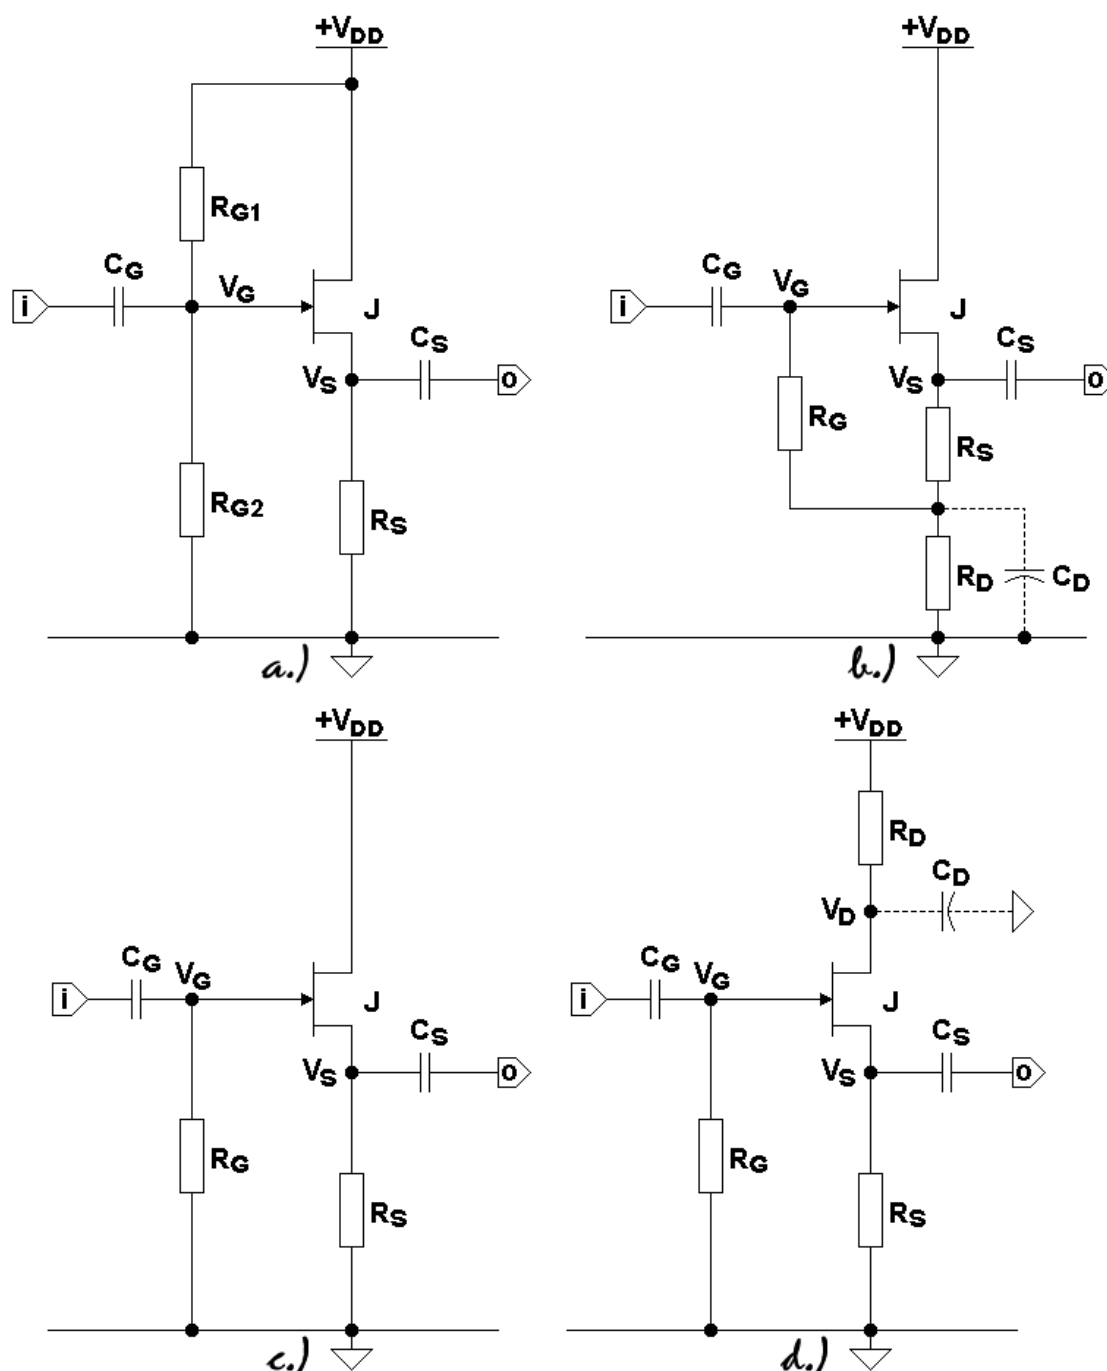 +VDD
RG1
CG
VG
i
J
CS
VS
o
RG2
RS
a.)
+VDD
CG
VG
i
J
CS
VS
o
RG
RS
RD
CD
b.)
+VDD
CG
VG
i
J
CS
VS
o
RG
RS
c.)
+VDD
RD
CD
VD
CG
VG
i
J
CS
VS
o
RG
RS
d.)